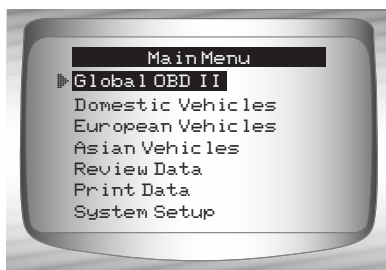 Main Menu
Global OBD II
Domestic Vehicles
European Vehicles
Asian Vehicles
Review Data
Print Data
System Setup